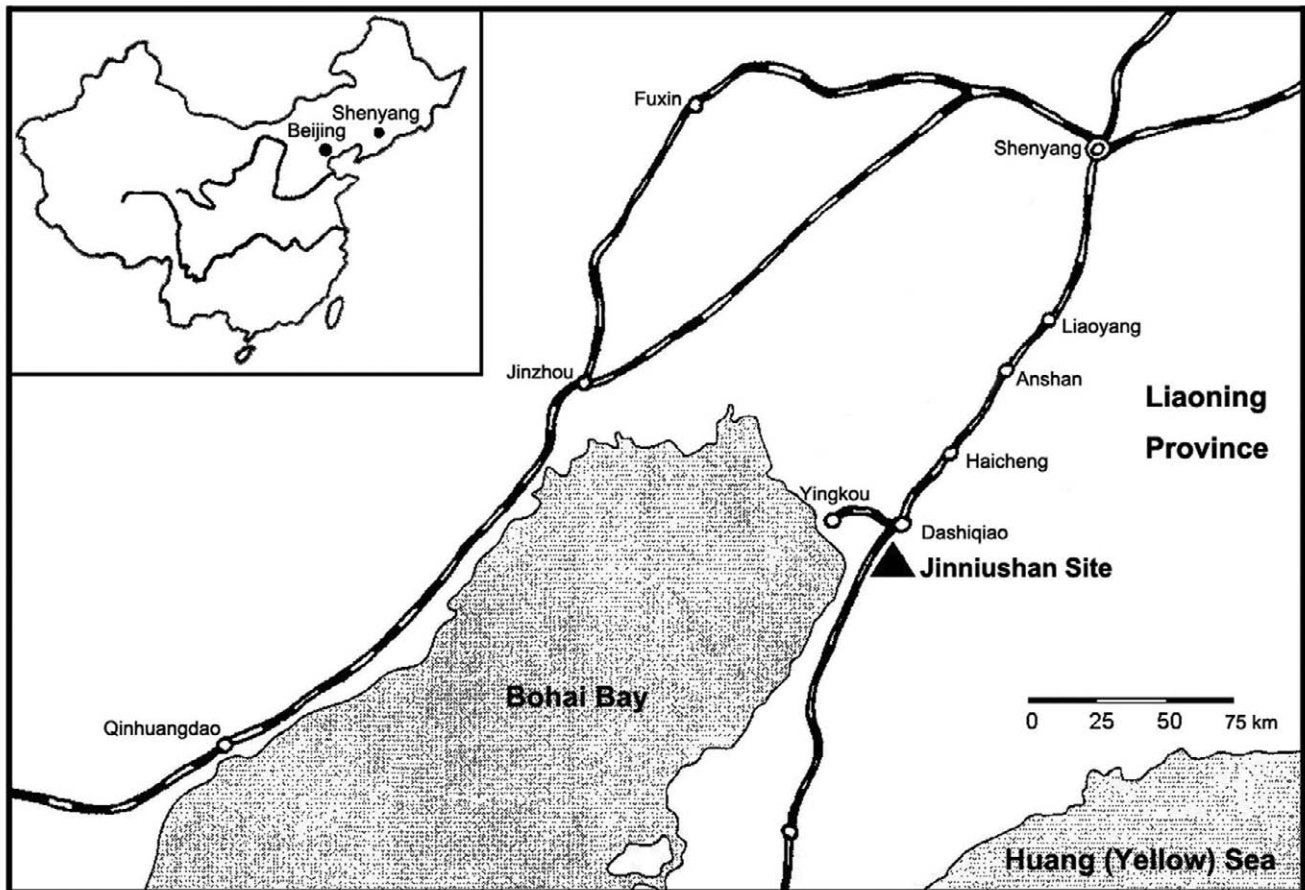 Shenyang
Beijing
Fuxin
Shenyang
Liaoyang
Jinzhou
Anshan
Liaoning
Province
Haicheng
Yingkou
Dashiqiao
Jinniushan Site
Bohai Bay
0 25 50 75 km
Qinhuangdao
Huang (Yellow) Sea